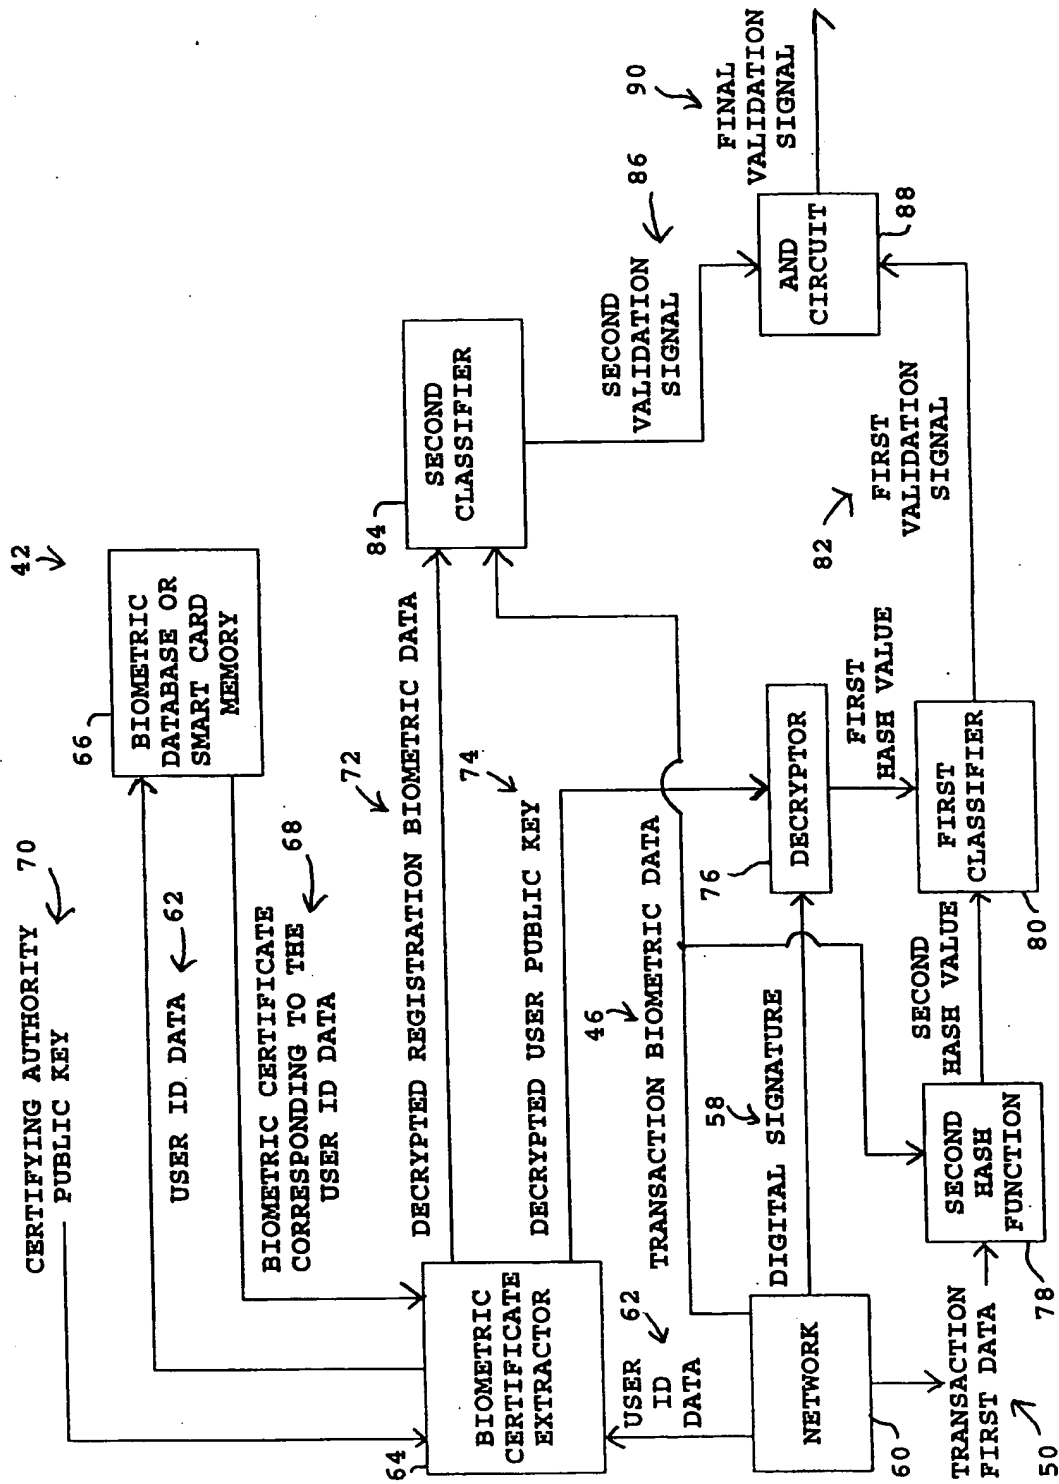 42
CERTIFYING AUTHORITY
PUBLIC KEY
70
USER ID DATA
62
66
BIOMETRIC
DATABASE OR
SMART CARD
MEMORY
BIOMETRIC CERTIFICATE
CORRESPONDING TO THE
USER ID DATA
68
64
BIOMETRIC
CERTIFICATE
EXTRACTOR
DECRYPTED REGISTRATION BIOMETRIC DATA
72
DECRYPTED USER PUBLIC KEY
74
84
SECOND
CLASSIFIER
SECOND
VALIDATION
SIGNAL
86
90
FINAL
VALIDATION
SIGNAL
USER
ID
DATA
62
46
TRANSACTION BIOMETRIC DATA
58
DIGITAL SIGNATURE
76
DECRYPTOR
AND
CIRCUIT
88
NETWORK
60
FIRST
HASH VALUE
82
FIRST
VALIDATION
SIGNAL
SECOND
HASH VALUE
FIRST
CLASSIFIER
80
TRANSACTION
FIRST DATA
50
SECOND
HASH
FUNCTION
78